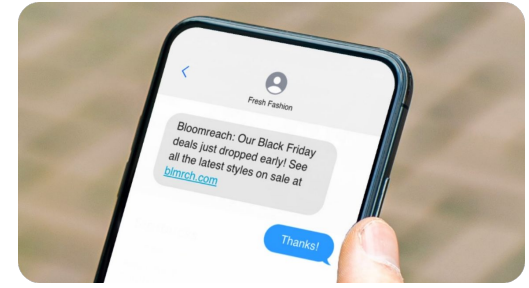 Fresh Fashion
Bloomreach: Our Black Friday
deals just dropped early! See
all the latest styles on sale at
blmrch.com
Thanks!